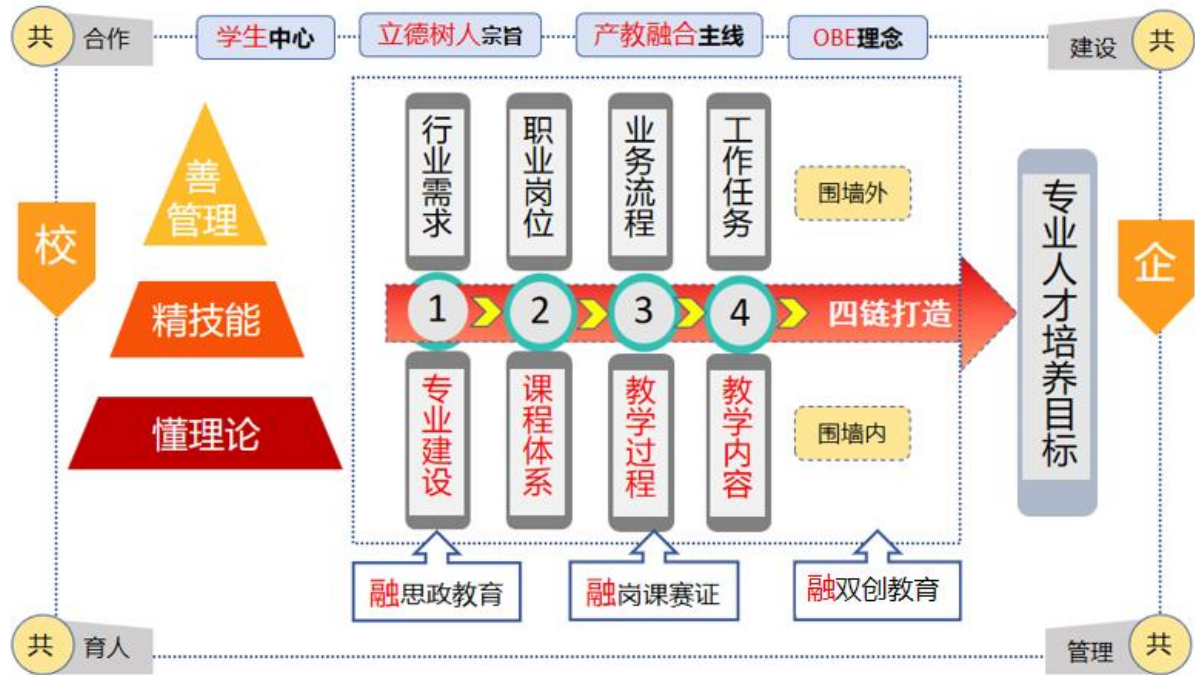 共 合作
学生中心
立德树人宗旨
产教融合主线
OBE理念
建设 共
校
善
管理
精技能
懂理论
行业需求
职业岗位
业务流程
工作任务
围墙外
1
2
3
4
四链打造
专业建设
课程体系
教学过程
教学内容
围墙内
专业人才培养目标
企
融思政教育
融岗课赛证
融双创教育
共 育人
管理 共